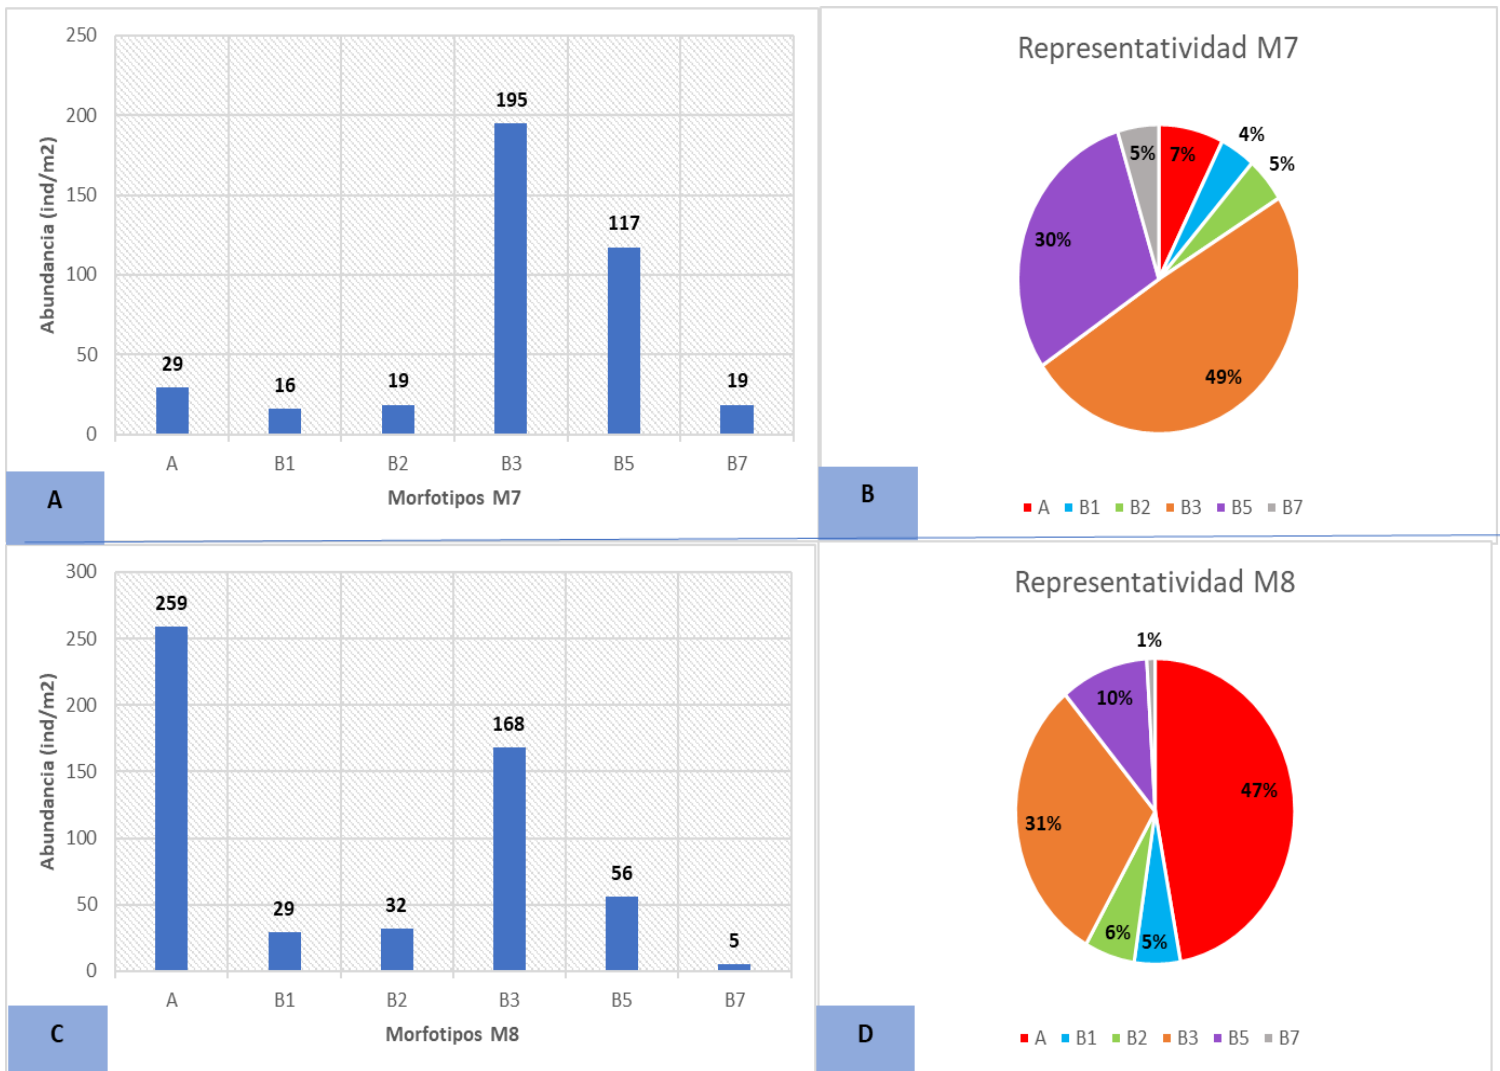 250
200
150
100
50
0
Abundancia (ind/m2)
29
16
19
195
117
19
A B1 B2 B3 B5 B7
Morfotipos M7
A
Representatividad M7
7%
4%
5%
49%
30%
5%
A B1 B2 B3 B5 B7
B
300
250
200
150
100
50
0
Abundancia (ind/m2)
259
29
32
168
56
5
A B1 B2 B3 B5 B7
Morfotipos M8
C
Representatividad M8
47%
5%
6%
31%
10%
1%
A B1 B2 B3 B5 B7
D